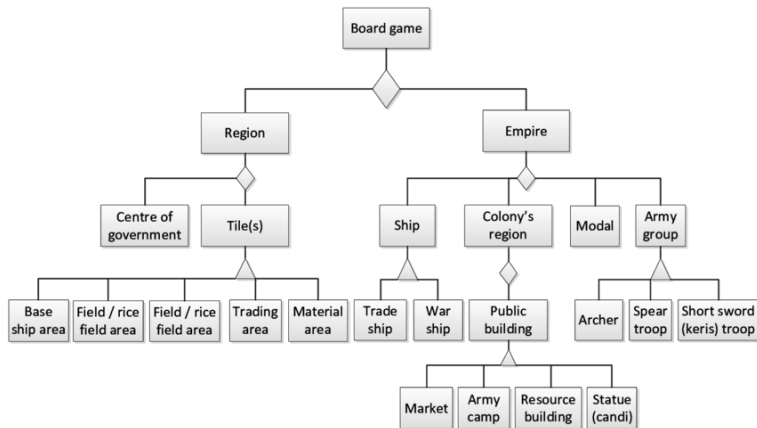 Board game
Region
Empire
Centre of
government
Tile(s)
Ship
Colony's
region
Modal
Army
group
Base
ship area
Field / rice
field area
Field / rice
field area
Trading
area
Material
area
Trade
ship
War
ship
Public
building
Archer
Spear
troop
Short sword
(keris) troop
Market
Army
camp
Resource
building
Statue
(candi)